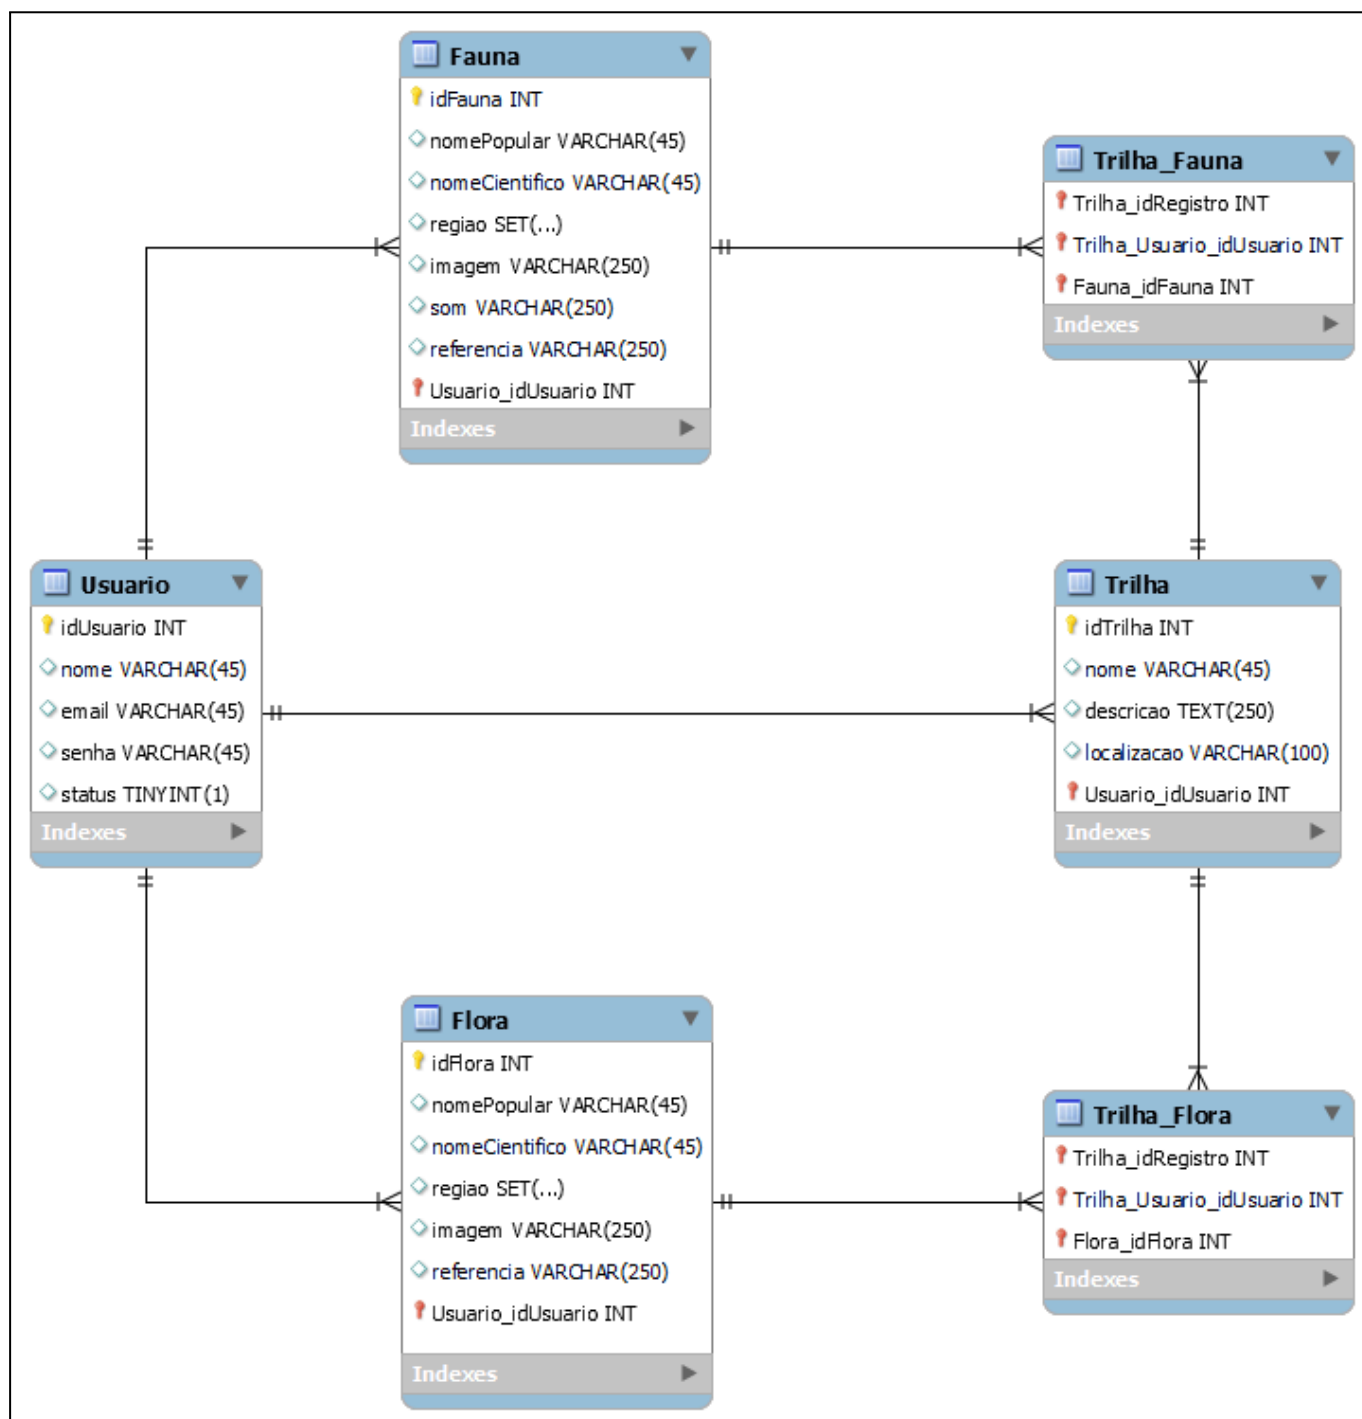 Fauna
idFauna INT
nomePopular VARCHAR(45)
nomeCientifico VARCHAR(45)
regiao SET(...)
imagem VARCHAR(250)
som VARCHAR(250)
referencia VARCHAR(250)
Usuario_idUsuario INT
Indexes
Trilha_Fauna
Trilha_idRegistro INT
Trilha_Usuario_idUsuario INT
Fauna_idFauna INT
Indexes
Usuario
idUsuario INT
nome VARCHAR(45)
email VARCHAR(45)
senha VARCHAR(45)
status TINYINT(1)
Indexes
Trilha
idTrilha INT
nome VARCHAR(45)
descricao TEXT(250)
localizacao VARCHAR(100)
Usuario_idUsuario INT
Indexes
Flora
idFlora INT
nomePopular VARCHAR(45)
nomeCientifico VARCHAR(45)
regiao SET(...)
imagem VARCHAR(250)
referencia VARCHAR(250)
Usuario_idUsuario INT
Indexes
Trilha_Flora
Trilha_idRegistro INT
Trilha_Usuario_idUsuario INT
Flora_idFlora INT
Indexes